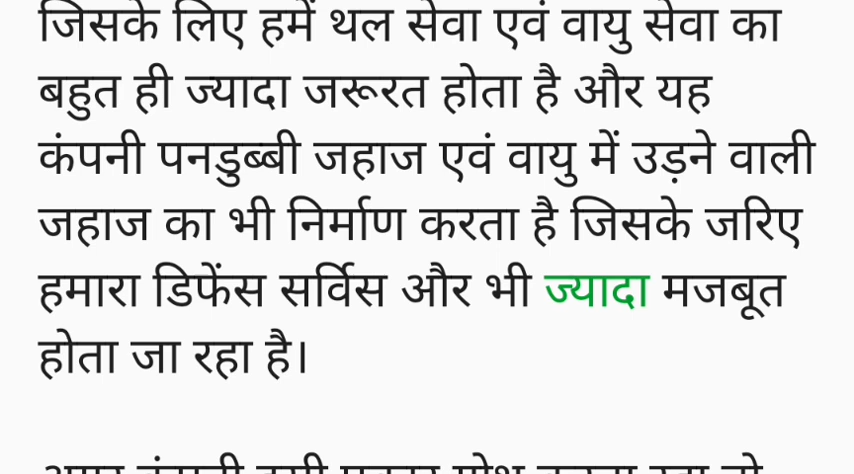 जिसके लिए हमें थल सेवा एवं वायु सेवा का
बहुत ही ज्यादा जरूरत होता है और यह
कंपनी पनडुब्बी जहाज एवं वायु में उड़ने वाली
जहाज का भी निर्माण करता है जिसके जरिए
हमारा डिफेंस सर्विस और भी ज्यादा मजबूत
होता जा रहा है।